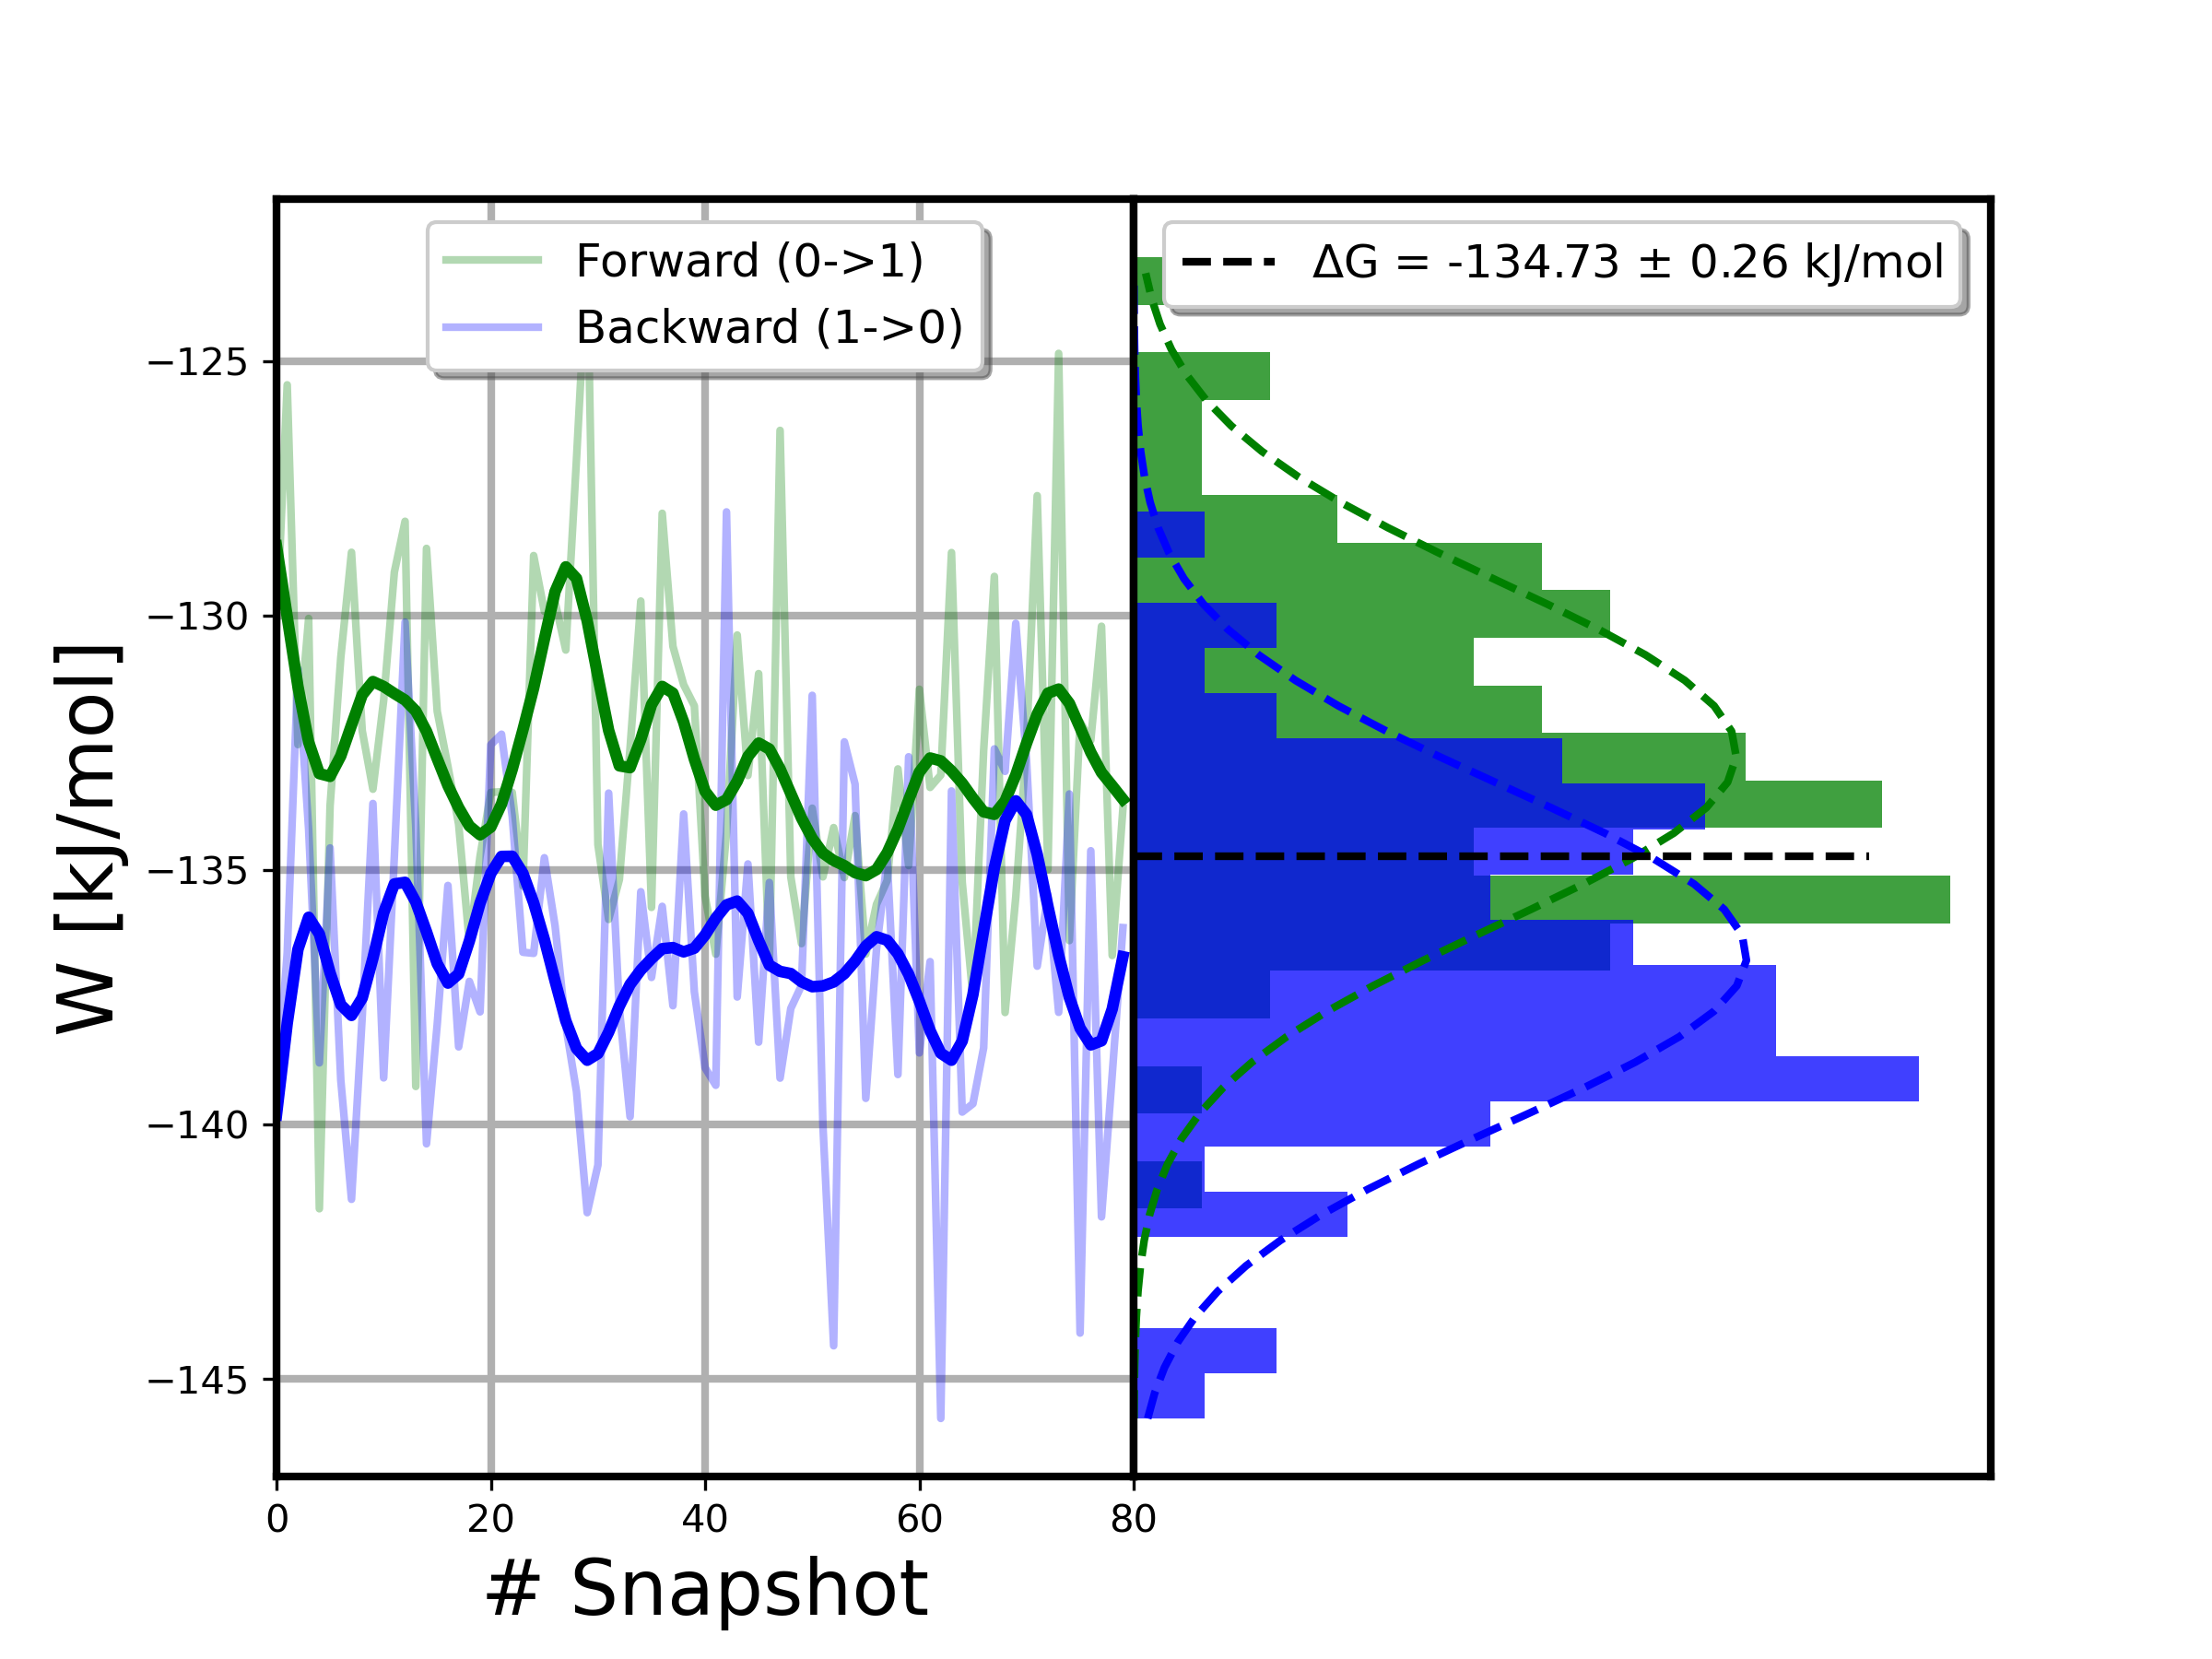 Forward (0->1)
Backward (1->0)
ΔG = -134.73 ± 0.26 kJ/mol
W [kJ/mol]
−125
−130
−135
−140
−145
0 20 40 60 80
# Snapshot